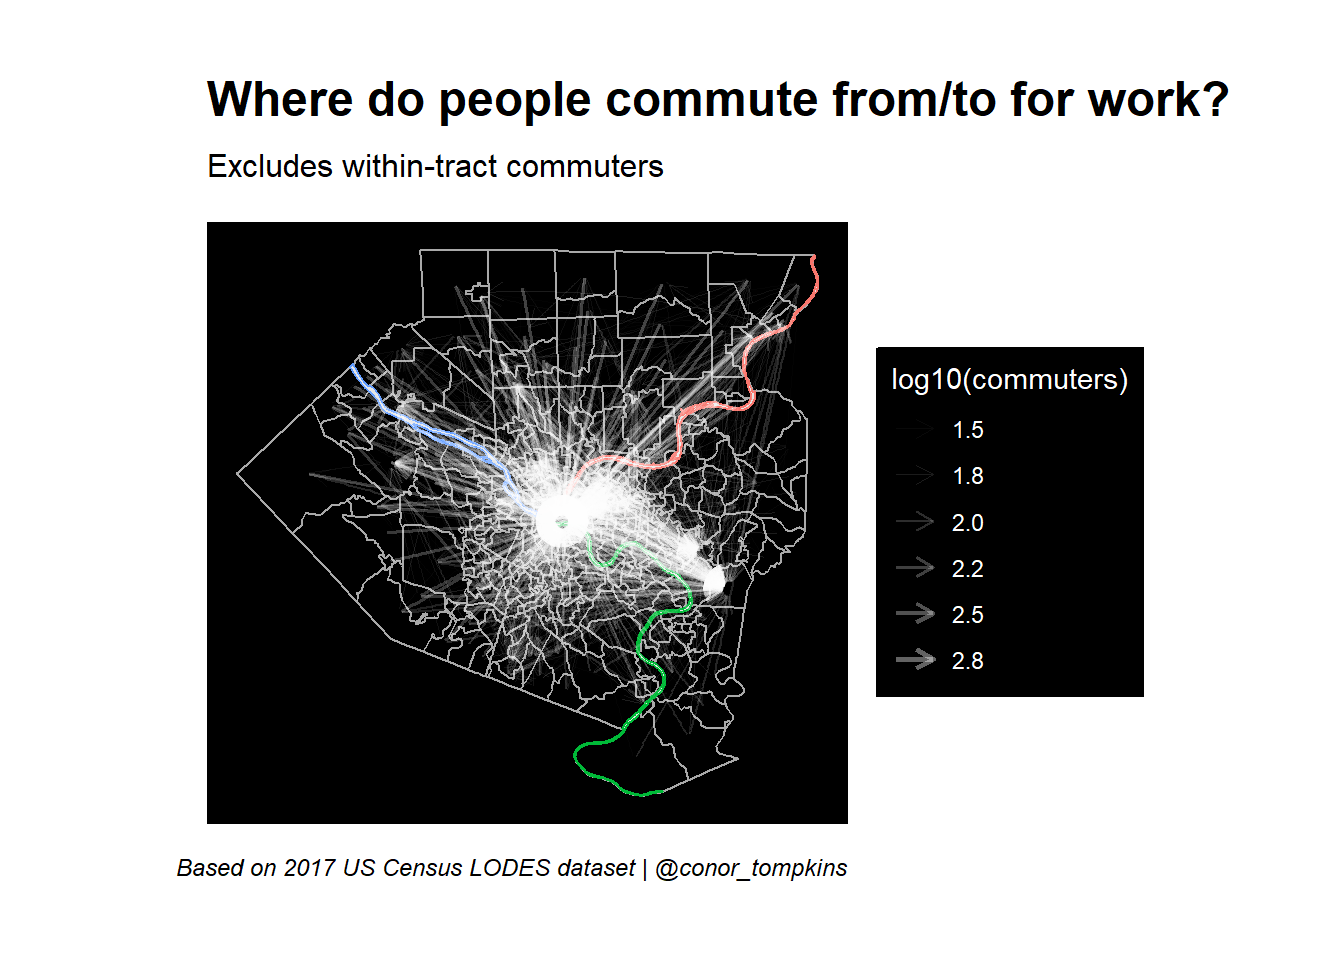 Where do people commute from/to for work?
Excludes within-tract commuters
log10(commuters)
1.5
1.8
2.0
2.2
2.5
2.8
Based on 2017 US Census LODES dataset | @conor_tompkins